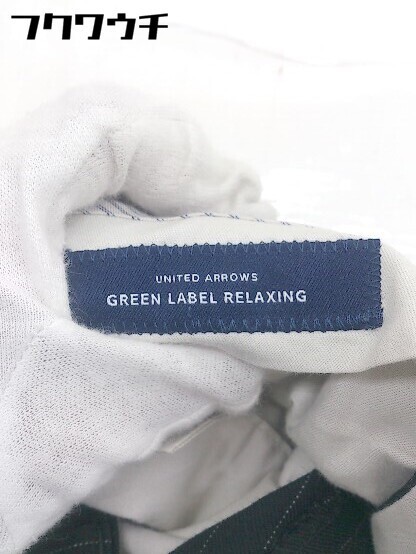 フクワウチ
UNITED ARROWS
GREEN LABEL RELAXING